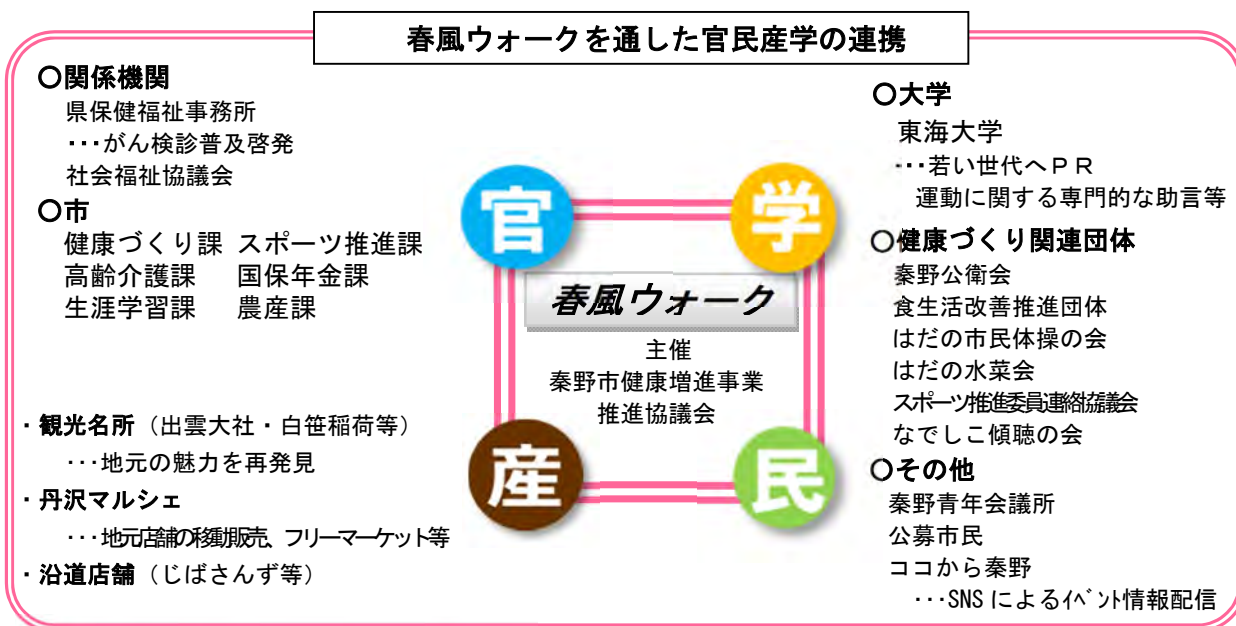 春風ウォークを通した官民産学の連携
○関係機関
県保健福祉事務所
・・・がん検診普及啓発
社会福祉協議会
○市
健康づくり課 スポーツ推進課
高齢介護課 国保年金課
生涯学習課 農産課
・観光名所（出雲大社・白笹稲荷等）
・・・地元の魅力を再発見
・丹沢マルシェ
・・・地元店舗の移動販売、フリーマーケット等
・沿道店舗（じばさんず等）
官
学
春風ウォーク
主催
秦野市健康増進事業
推進協議会
産
民
○大学
東海大学
・・・若い世代へＰＲ
運動に関する専門的な助言等
○健康づくり関連団体
秦野公衛会
食生活改善推進団体
はだの市民体操の会
はだの水菜会
スポーツ推進委員連絡協議会
なでしこ傾聴の会
○その他
秦野青年会議所
公募市民
ココから秦野
・・・SNSによるイベント情報配信